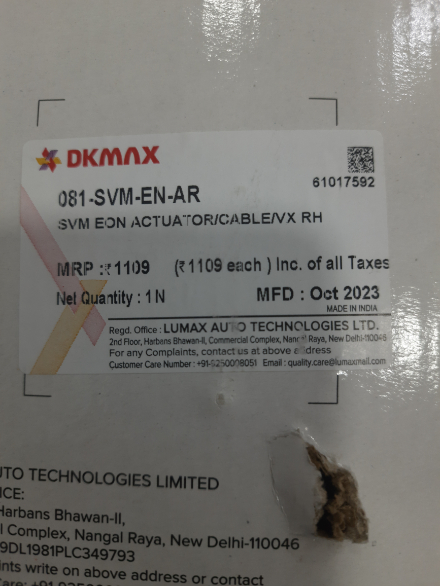 DKMAX
61017592
081-SVM-EN-AR
SVM EON ACTUATOR/CABLE/VX RH
MRP :₹1109 (₹1109 each ) Inc. of all Taxes
Net Quantity : 1N MFD : Oct 2023
MADE IN INDIA
Regd. Office : LUMAX AUTO TECHNOLOGIES LTD.
2nd Floor, Harbans Bhawan-II, Commercial Complex, Nangal Raya, New Delhi-110046
For any Complaints, contact us at above address
Customer Care Number : Email : quality.care@lumaxmail.com
UTO TECHNOLOGIES LIMITED
ICE:
Harbans Bhawan-II,
l Complex, Nangal Raya, New Delhi-110046
9DL1981PLC349793
ints write on above address or contact